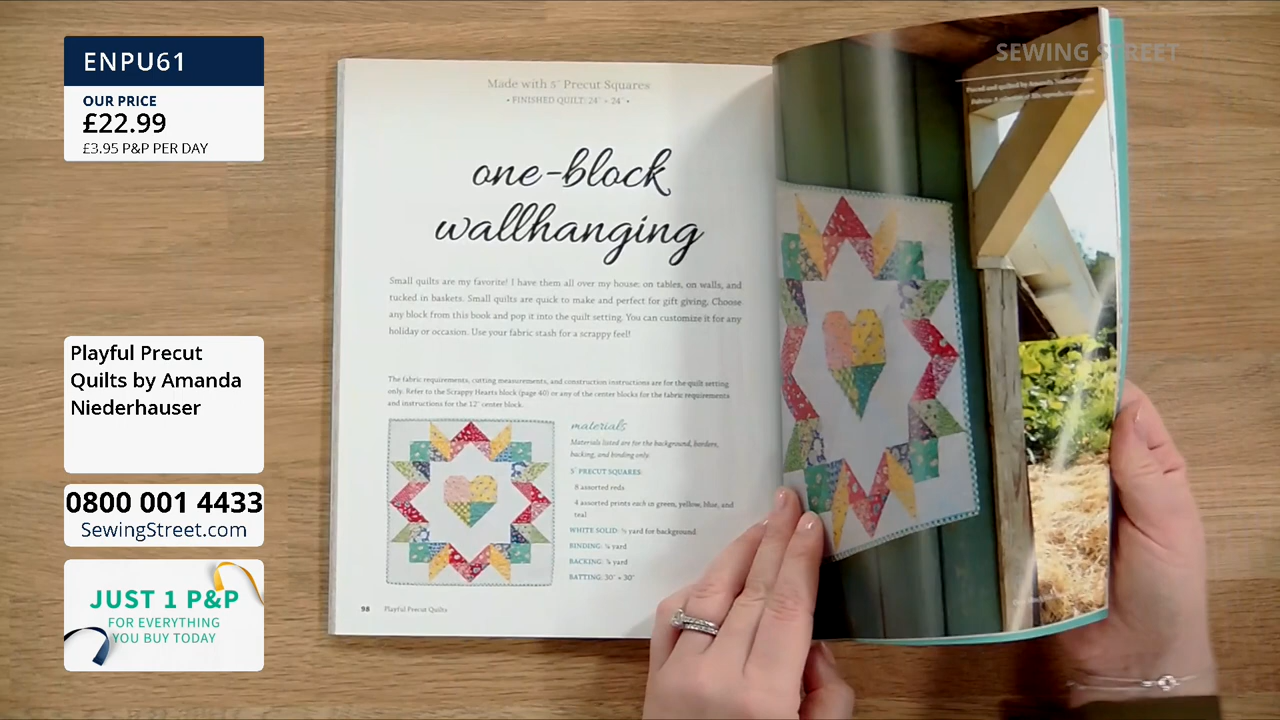 ENPU61
OUR PRICE
£22.99
£3.95 P&P PER DAY
Playful Precut
Quilts by Amanda
Niederhauser
0800 001 4433
SewingStreet.com
JUST 1 P&P
FOR EVERYTHING
YOU BUY TODAY
SEWING STREET
Made with 5" Precut Squares
• FINISHED QUILT: 24" × 24" •
one-block
wallhanging
Small quilts are my favorite! I have them all over my house: on tables, on walls, and
tucked in baskets. Small quilts are quick to make and perfect for gift giving. Choose
any block from this book and pop it into the quilt setting. You can customize it for any
holiday or occasion. Use your fabric stash for a scrappy feel!
The fabric requirements, cutting measurements, and construction instructions are for the quilt setting
only. Refer to the Scrappy Hearts block (page 40) or any of the center blocks for the fabric requirements
and instructions for the 12" center block.
materials
Materials listed are for the background, borders,
backing, and binding only.
5" PRECUT SQUARES:
8 assorted reds
4 assorted prints each in green, yellow, blue, and
teal
WHITE SOLID: yard for background
BINDING: yard
BACKING: yard
BATTING: 30" × 30"
98 Playful Precut Quilts
Pieced and quilted by Amanda Niederhauser